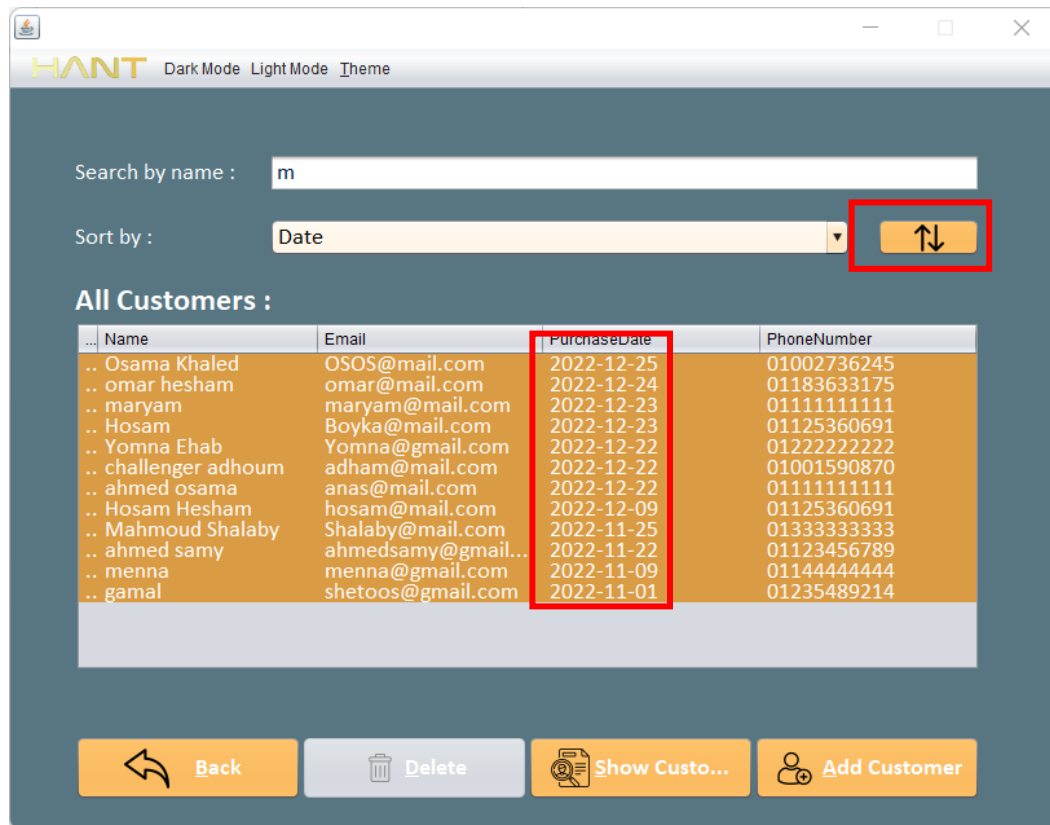 HANT Dark Mode Light Mode Theme
Search by name : m
Sort by : Date
All Customers :
... Name Email PurchaseDate PhoneNumber
.. Osama Khaled OSOS@mail.com 2022-12-25 01002736245
.. omar hesham omar@mail.com 2022-12-24 01183633175
.. maryam maryam@mail.com 2022-12-23 01111111111
.. Hosam Boyka@mail.com 2022-12-23 01125360691
.. Yomna Ehab Yomna@gmail.com 2022-12-22 01222222222
.. challenger adhoum adham@mail.com 2022-12-22 01001590870
.. ahmed osama anas@mail.com 2022-12-22 01111111111
.. Hosam Hesham hosam@mail.com 2022-12-09 01125360691
.. Mahmoud Shalaby Shalaby@mail.com 2022-11-25 01333333333
.. ahmed samy ahmedsamy@gmail... 2022-11-22 01123456789
.. menna menna@gmail.com 2022-11-09 01144444444
.. gamal shetoos@gmail.com 2022-11-01 01235489214
Back Delete Show Custo... Add Customer